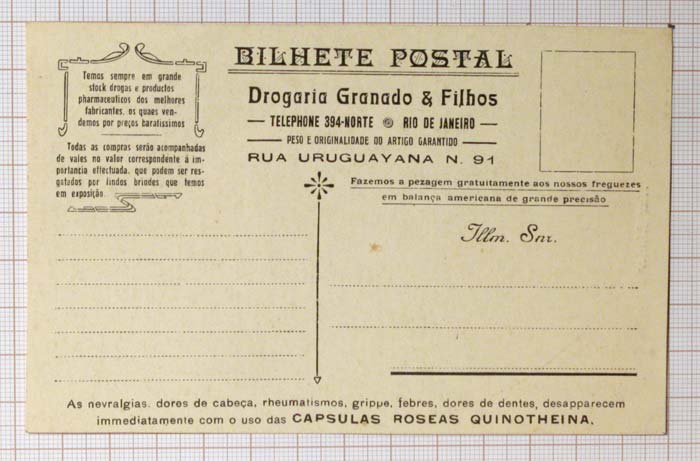 BILHETE POSTAL
Temos sempre em grande
stock drogas e productos
pharmaceuticos dos melhores
fabricantes, os quaes ven-
demos por preços baratissimos
Todas as compras serão acompanhadas
de vales no valor correspondente á im-
portancia effectuada, que podem ser res-
gatados por lindos brindes que temos
em exposição.
Drogaria Granado & Filhos
TELEPHONE 394-NORTE RIO DE JANEIRO
PESO E ORIGINALIDADE DO ARTIGO GARANTIDO
RUA URUGUAYANA N. 91
Fazemos a pezagem gratuitamente aos nossos freguezes
em balança americana de grande precisão
Illm. Snr.
As nevralgias, dores de cabeça, rheumatismos, grippe, febres, dores de dentes, desapparecem
immediatamente com o uso das CAPSULAS ROSEAS QUINOTHEINA.